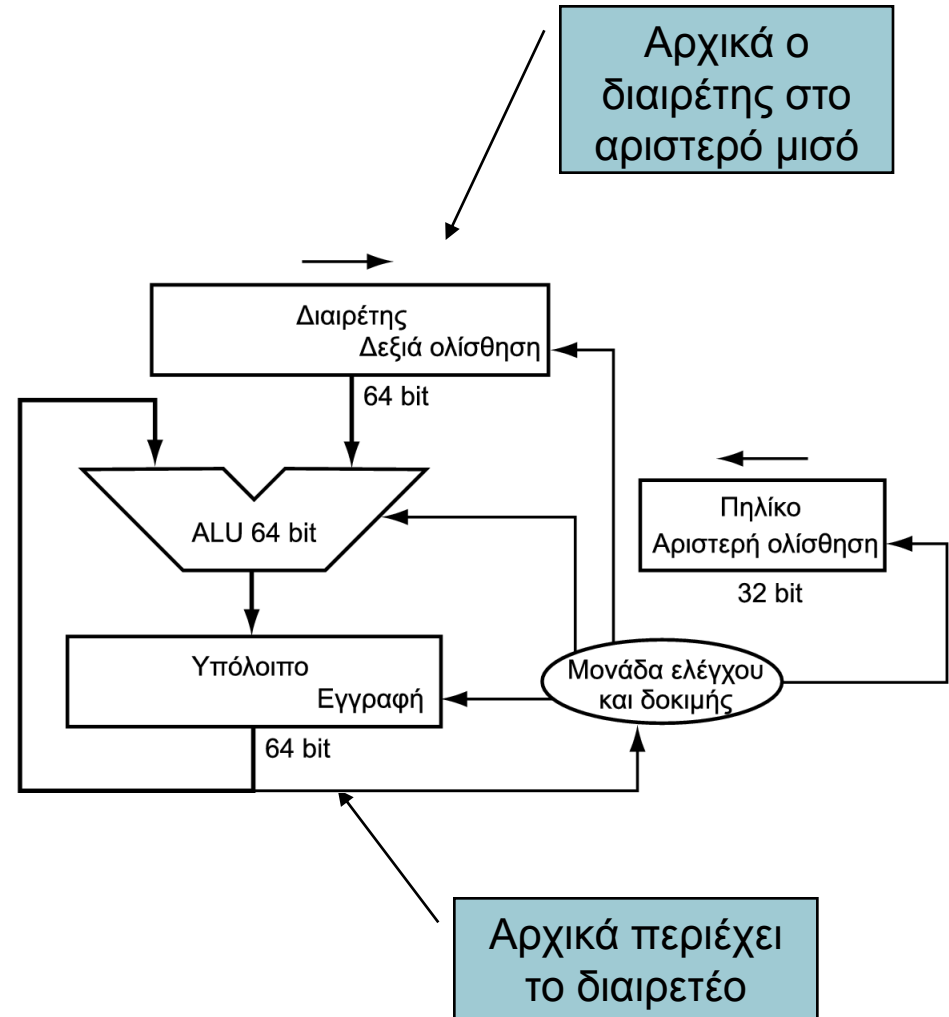 Αρχικά ο
διαιρέτης στο
αριστερό μισό
Διαιρέτης
Δεξιά ολίσθηση
64 bit
ALU 64 bit
Πηλίκο
Αριστερή ολίσθηση
32 bit
Υπόλοιπο
Εγγραφή
64 bit
Μονάδα ελέγχου
και δοκιμής
Αρχικά περιέχει
το διαιρετέο